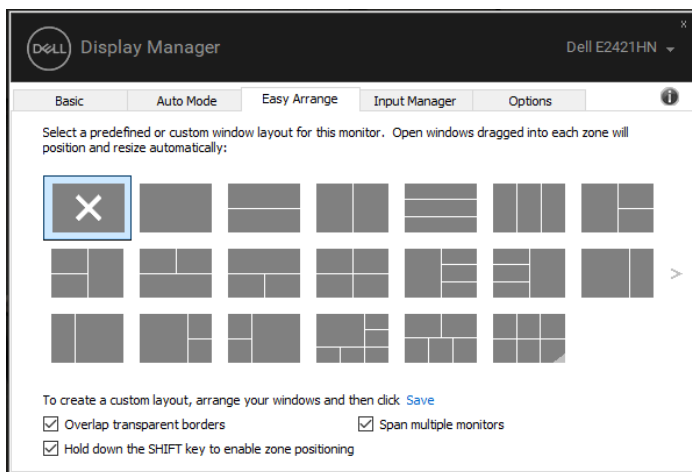 x
DELL
Display Manager
Dell E2421HN
Basic
Auto Mode
Easy Arrange
Input Manager
Options
i
Select a predefined or custom window layout for this monitor. Open windows dragged into each zone will
position and resize automatically:
>
To create a custom layout, arrange your windows and then click Save
Overlap transparent borders
Span multiple monitors
Hold down the SHIFT key to enable zone positioning